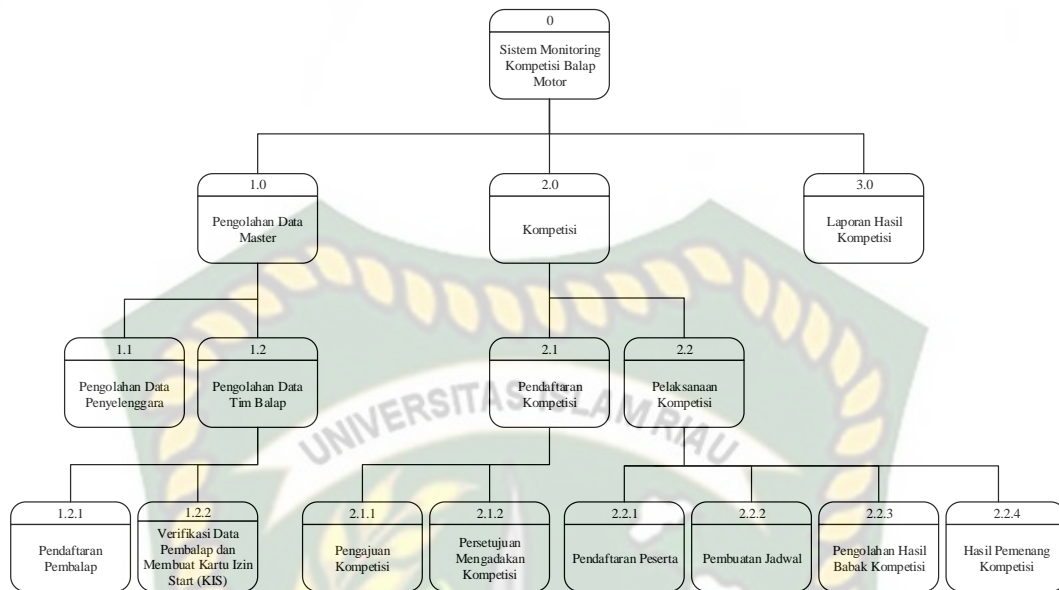 0
Sistem Monitoring
Kompetisi Balap
Motor
1.0
Pengolahan Data
Master
2.0
Kompetisi
3.0
Laporan Hasil
Kompetisi
1.1
Pengolahan Data
Penyelenggara
1.2
Pengolahan Data
Tim Balap
2.1
Pendaftaran
Kompetisi
2.2
Pelaksanaan
Kompetisi
UNIVERSITAS ISLAM RIAU
1.2.1
Pendaftaran
Pembalap
1.2.2
Verifikasi Data
Pembalap dan
Membuat Kartu Izin
Start (KIS)
2.1.1
Pengajuan
Kompetisi
2.1.2
Persetujuan
Mengadakan
Kompetisi
2.2.1
Pendaftaran Peserta
2.2.2
Pembuatan Jadwal
2.2.3
Pengolahan Hasil
Babak Kompetisi
2.2.4
Hasil Pemenang
Kompetisi